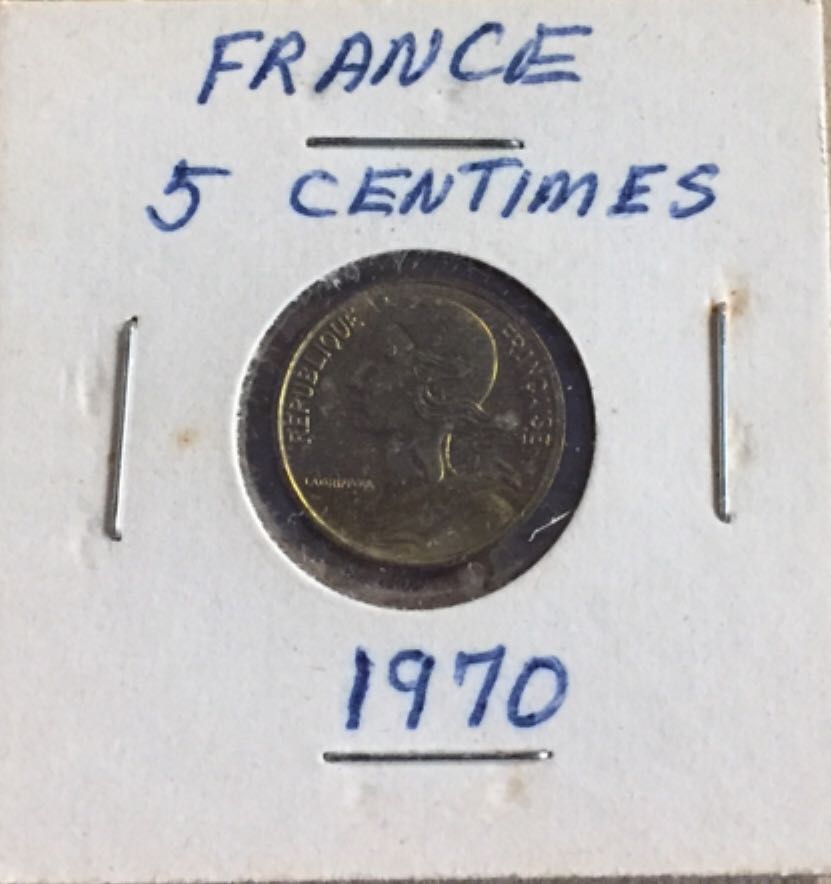 FRANCE
5 CENTIMES
REPUBLIQUE
FRANÇAISE
1970